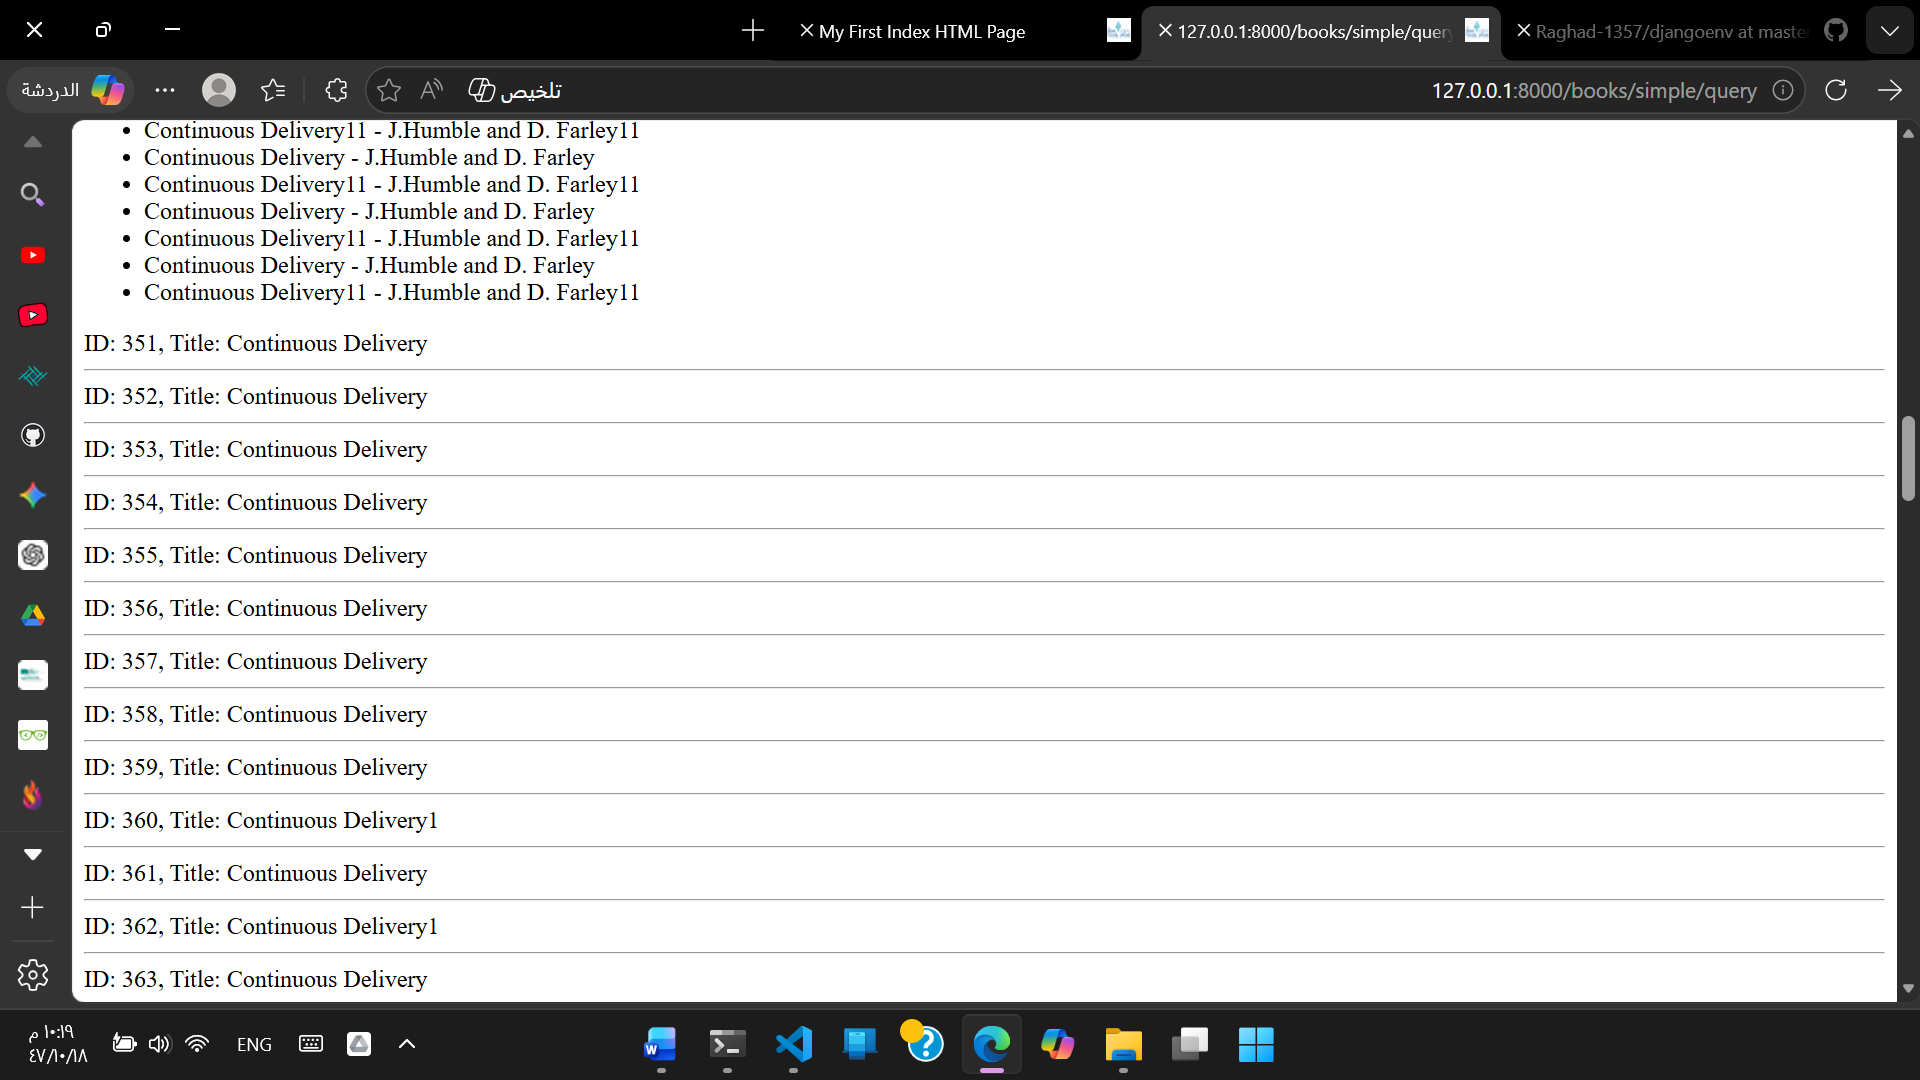 My First Index HTML Page
127.0.0.1:8000/books/simple/quer
Raghad-1357/djangoenv at maste
الدردشة
تلخيص
127.0.0.1:8000/books/simple/query
Continuous Delivery11 - J.Humble and D. Farley11
Continuous Delivery - J.Humble and D. Farley
Continuous Delivery11 - J.Humble and D. Farley11
Continuous Delivery - J.Humble and D. Farley
Continuous Delivery11 - J.Humble and D. Farley11
Continuous Delivery - J.Humble and D. Farley
Continuous Delivery11 - J.Humble and D. Farley11
ID: 351, Title: Continuous Delivery
ID: 352, Title: Continuous Delivery
ID: 353, Title: Continuous Delivery
ID: 354, Title: Continuous Delivery
ID: 355, Title: Continuous Delivery
ID: 356, Title: Continuous Delivery
ID: 357, Title: Continuous Delivery
ID: 358, Title: Continuous Delivery
ID: 359, Title: Continuous Delivery
ID: 360, Title: Continuous Delivery1
ID: 361, Title: Continuous Delivery
ID: 362, Title: Continuous Delivery1
ID: 363, Title: Continuous Delivery
١٠:١٩ م
٤٧/١٠/١٨
ENG